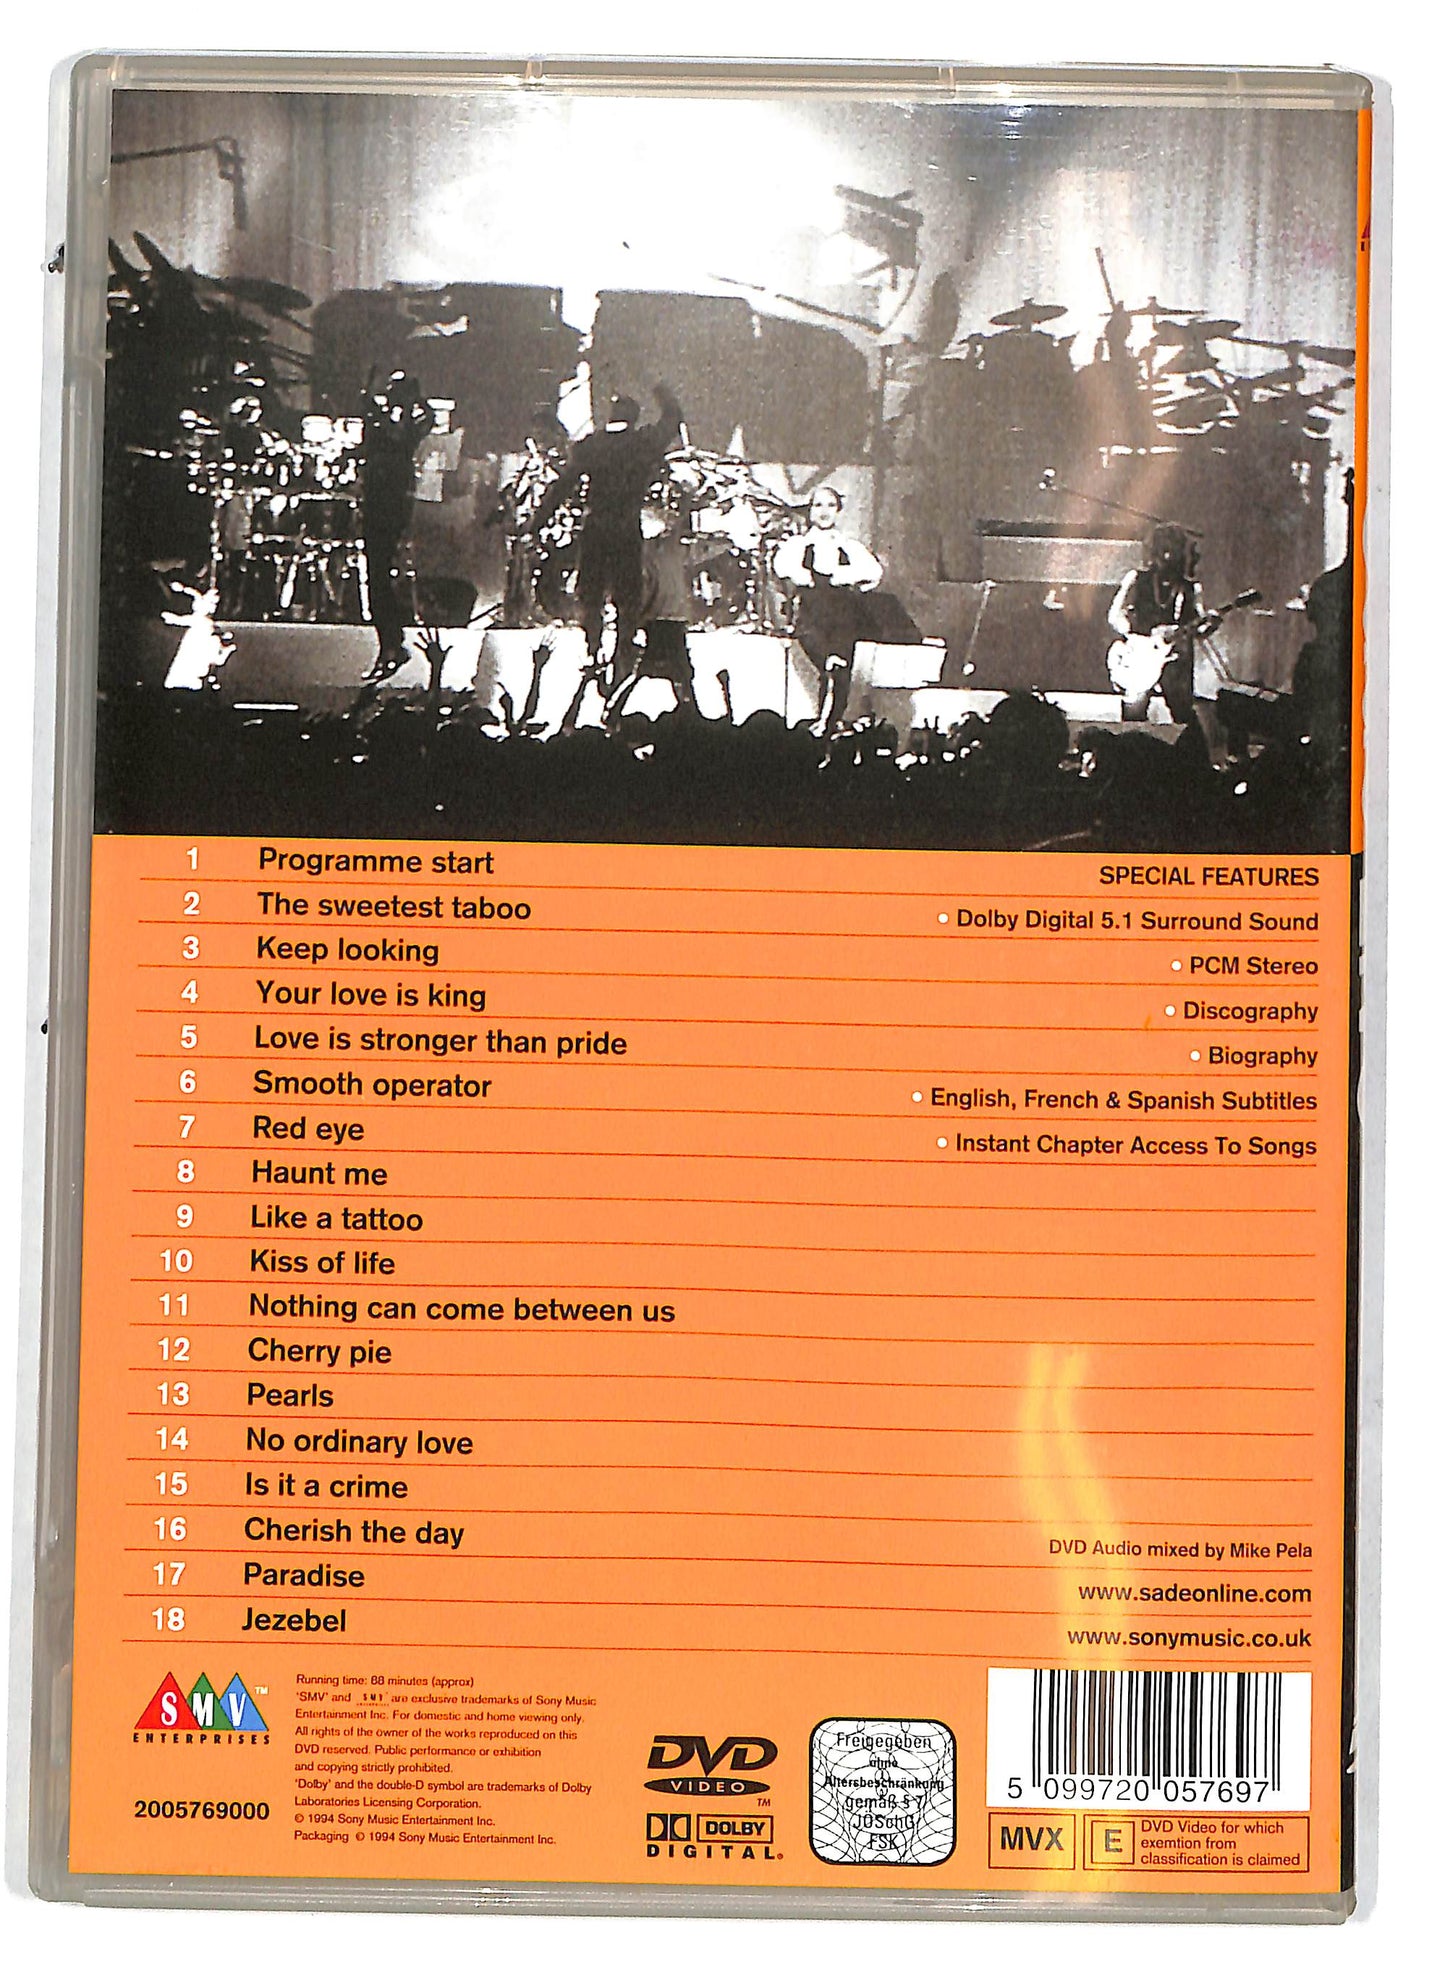 1 Programme start
2 The sweetest taboo
3 Keep looking
4 Your love is king
5 Love is stronger than pride
6 Smooth operator
7 Red eye
8 Haunt me
9 Like a tattoo
10 Kiss of life
11 Nothing can come between us
12 Cherry pie
13 Pearls
14 No ordinary love
15 Is it a crime
16 Cherish the day
17 Paradise
18 Jezebel
SPECIAL FEATURES
• Dolby Digital 5.1 Surround Sound
• PCM Stereo
• Discography
• Biography
• English, French & Spanish Subtitles
• Instant Chapter Access To Songs
DVD Audio mixed by Mike Pela
www.sadeonline.com
www.sonymusic.co.uk
SMV™
ENTERPRISES
2005769000
Running time: 88 minutes (approx)
'SMV' and 'SMV' are exclusive trademarks of Sony Music
Entertainment Inc. For domestic and home viewing only.
All rights of the owner of the works reproduced on this
DVD reserved. Public performance or exhibition
and copying strictly prohibited.
'Dolby' and the double-D symbol are trademarks of Dolby
Laboratories Licensing Corporation.
© 1994 Sony Music Entertainment Inc.
Packaging © 1994 Sony Music Entertainment Inc.
DVD
VIDEO
TM
DOLBY
DIGITAL
Freigegeben
ohne
Altersbeschränkung
gemäß § 7
JÖSchG
FSK
5 099720 057697
MVX
E
DVD Video for which
exemtion from
classification is claimed